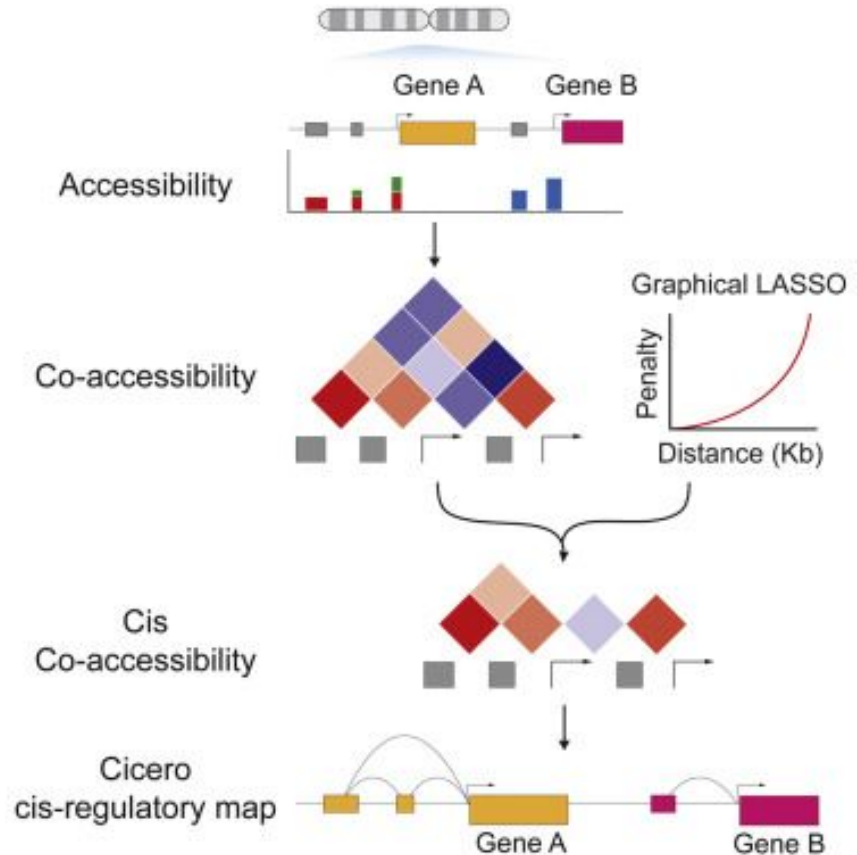 Gene A
Gene B
Accessibility
Graphical LASSO
Co-accessibility
Penalty
Distance (Kb)
Cis
Co-accessibility
Cicero
cis-regulatory map
Gene A
Gene B